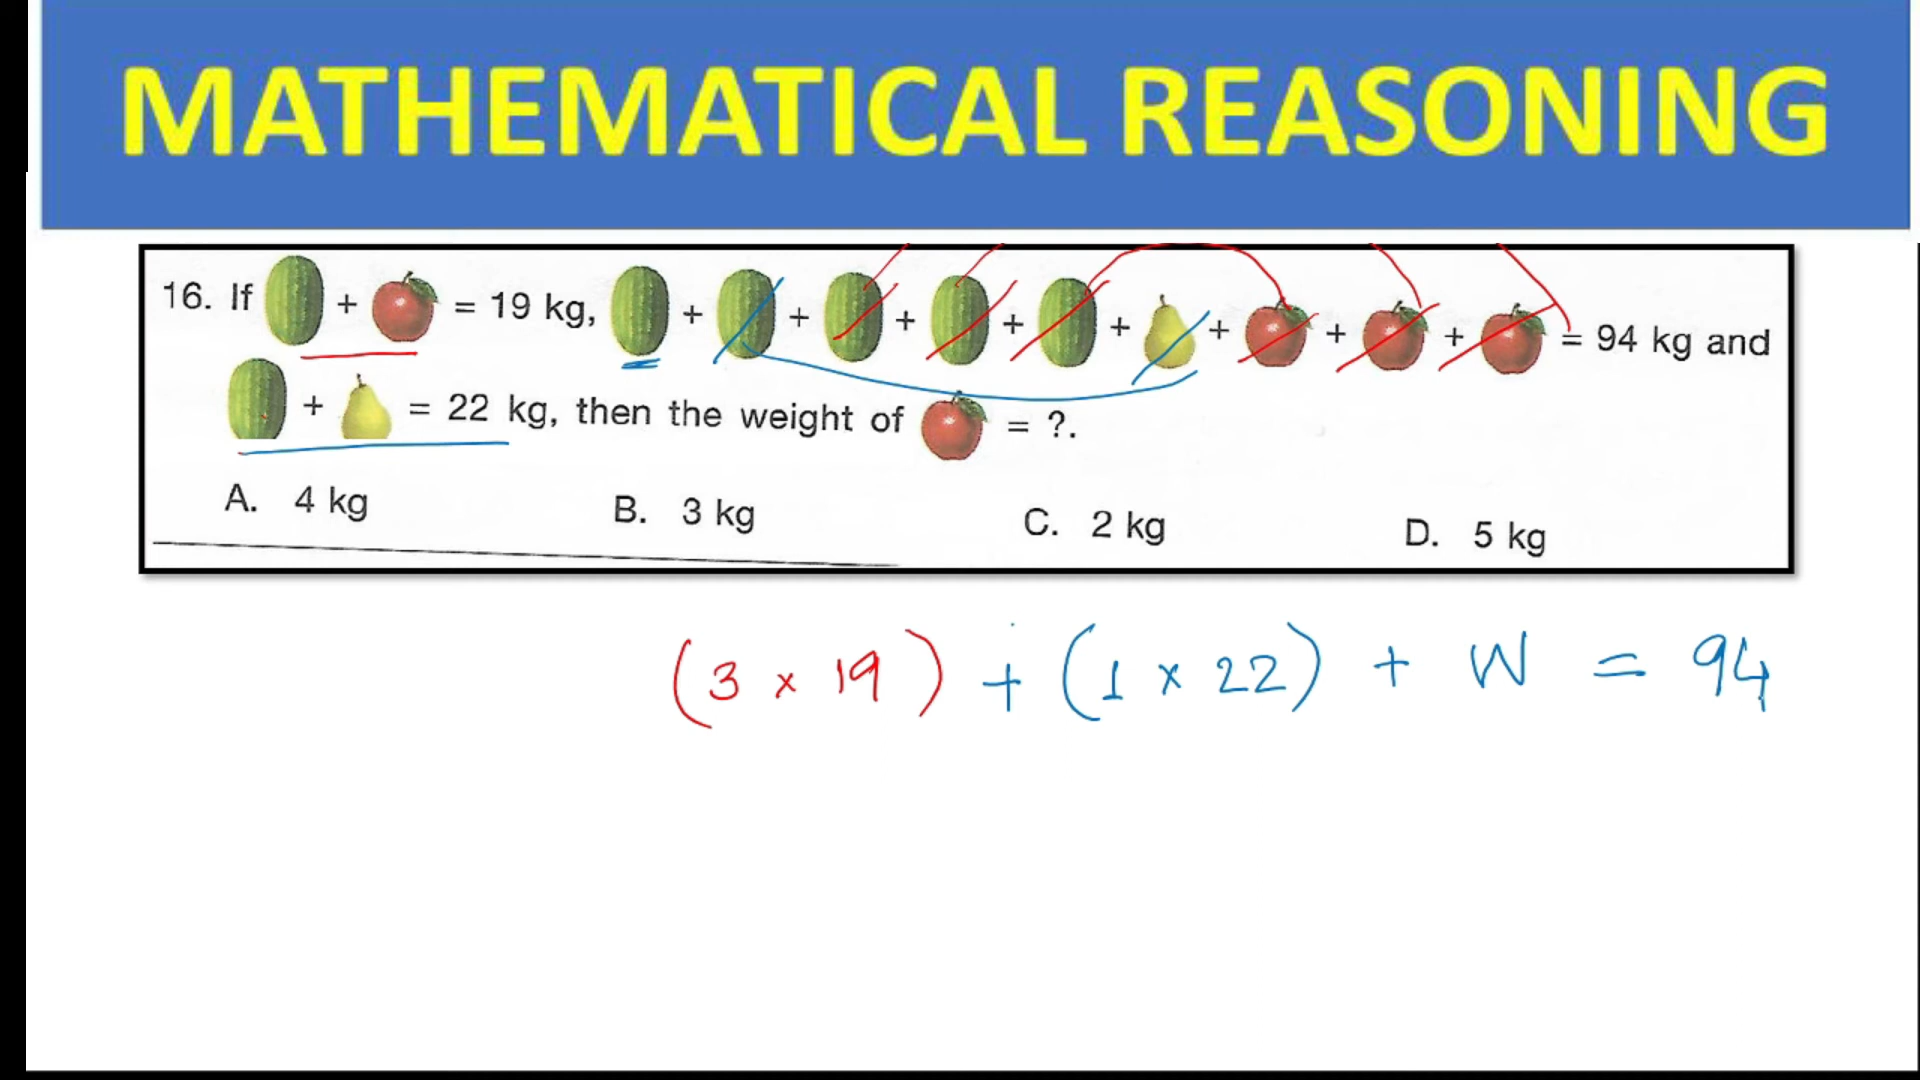 MATHEMATICAL REASONING
16. If + = 19 kg, + + + + + + + + = 94 kg and
+ = 22 kg, then the weight of = ?.
A. 4 kg B. 3 kg C. 2 kg D. 5 kg
(3 x 19) + (1 x 22) + W = 94